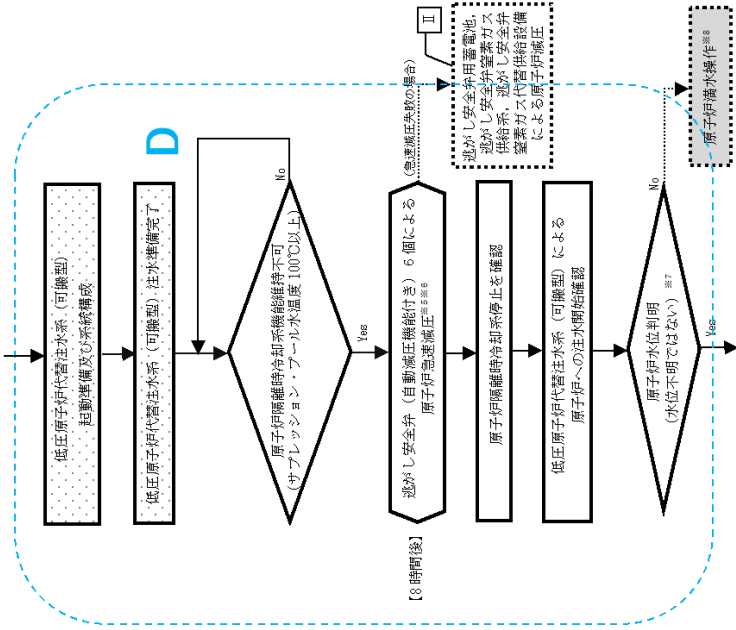 低圧原子炉代替注水系（可搬型）
起動準備及び系統構成
低圧原子炉代替注水系（可搬型）注水準備完了
D
原子炉隔離時冷却系機能維持不可
（サプレッション・プール水温度 100℃以上）
No
Yes
【8 時間後】
逃がし安全弁（自動減圧機能付き）6 個による
原子炉急速減圧※5※6
（急速減圧失敗の場合）
Ⅱ
逃がし安全弁用蓄電池，
逃がし安全弁窒素ガス
供給系，逃がし安全弁
窒素ガス代替供給設備
による原子炉減圧
原子炉隔離時冷却系停止を確認
低圧原子炉代替注水系（可搬型）による
原子炉への注水開始確認
原子炉水位判明
（水位不明ではない）※7
No
Yes
原子炉満水操作※8